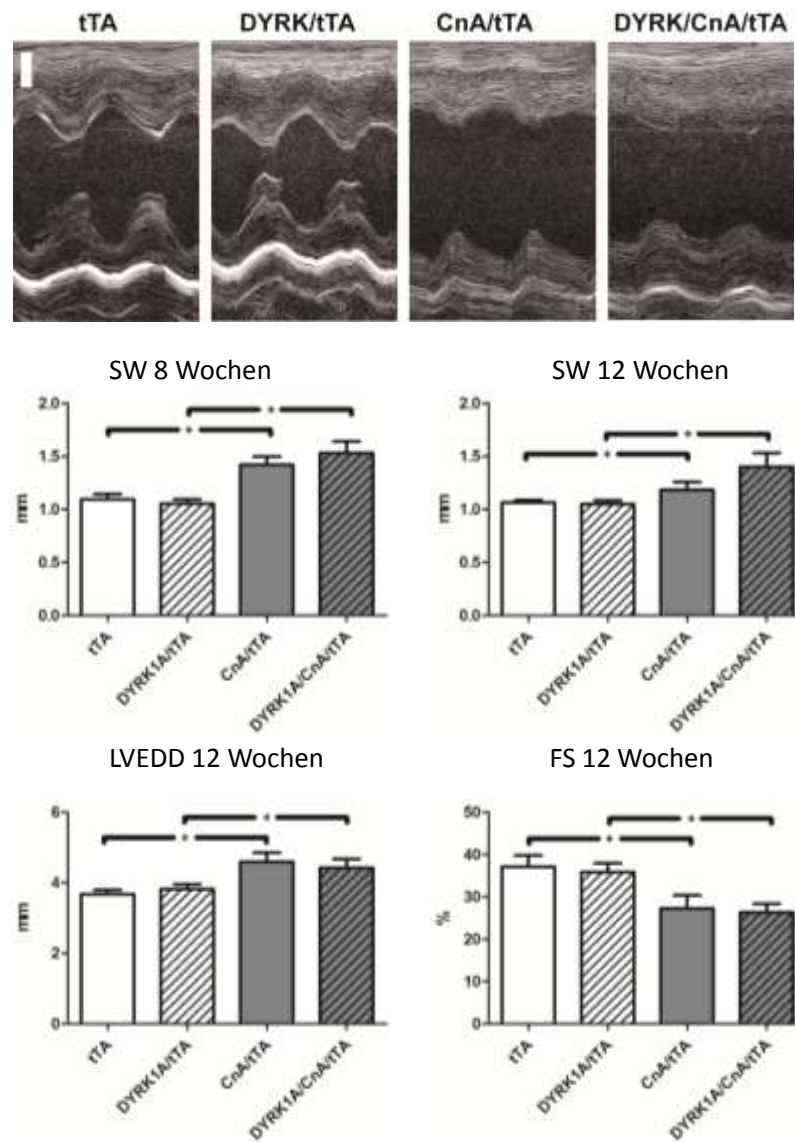 tTA DYRK/tTA CnA/tTA DYRK/CnA/tTA
SW 8 Wochen
2.0
1.5
1.0
0.5
0.0
mm
*
*
tTA
DYRK1A/tTA
CnA/tTA
DYRK1A/CnA/tTA
SW 12 Wochen
2.0
1.5
1.0
0.5
0.0
mm
*
*
tTA
DYRK1A/tTA
CnA/tTA
DYRK1A/CnA/tTA
LVEDD 12 Wochen
6
4
2
0
mm
*
*
tTA
DYRK1A/tTA
CnA/tTA
DYRK1A/CnA/tTA
FS 12 Wochen
50
40
30
20
10
0
%
*
*
tTA
DYRK1A/tTA
CnA/tTA
DYRK1A/CnA/tTA